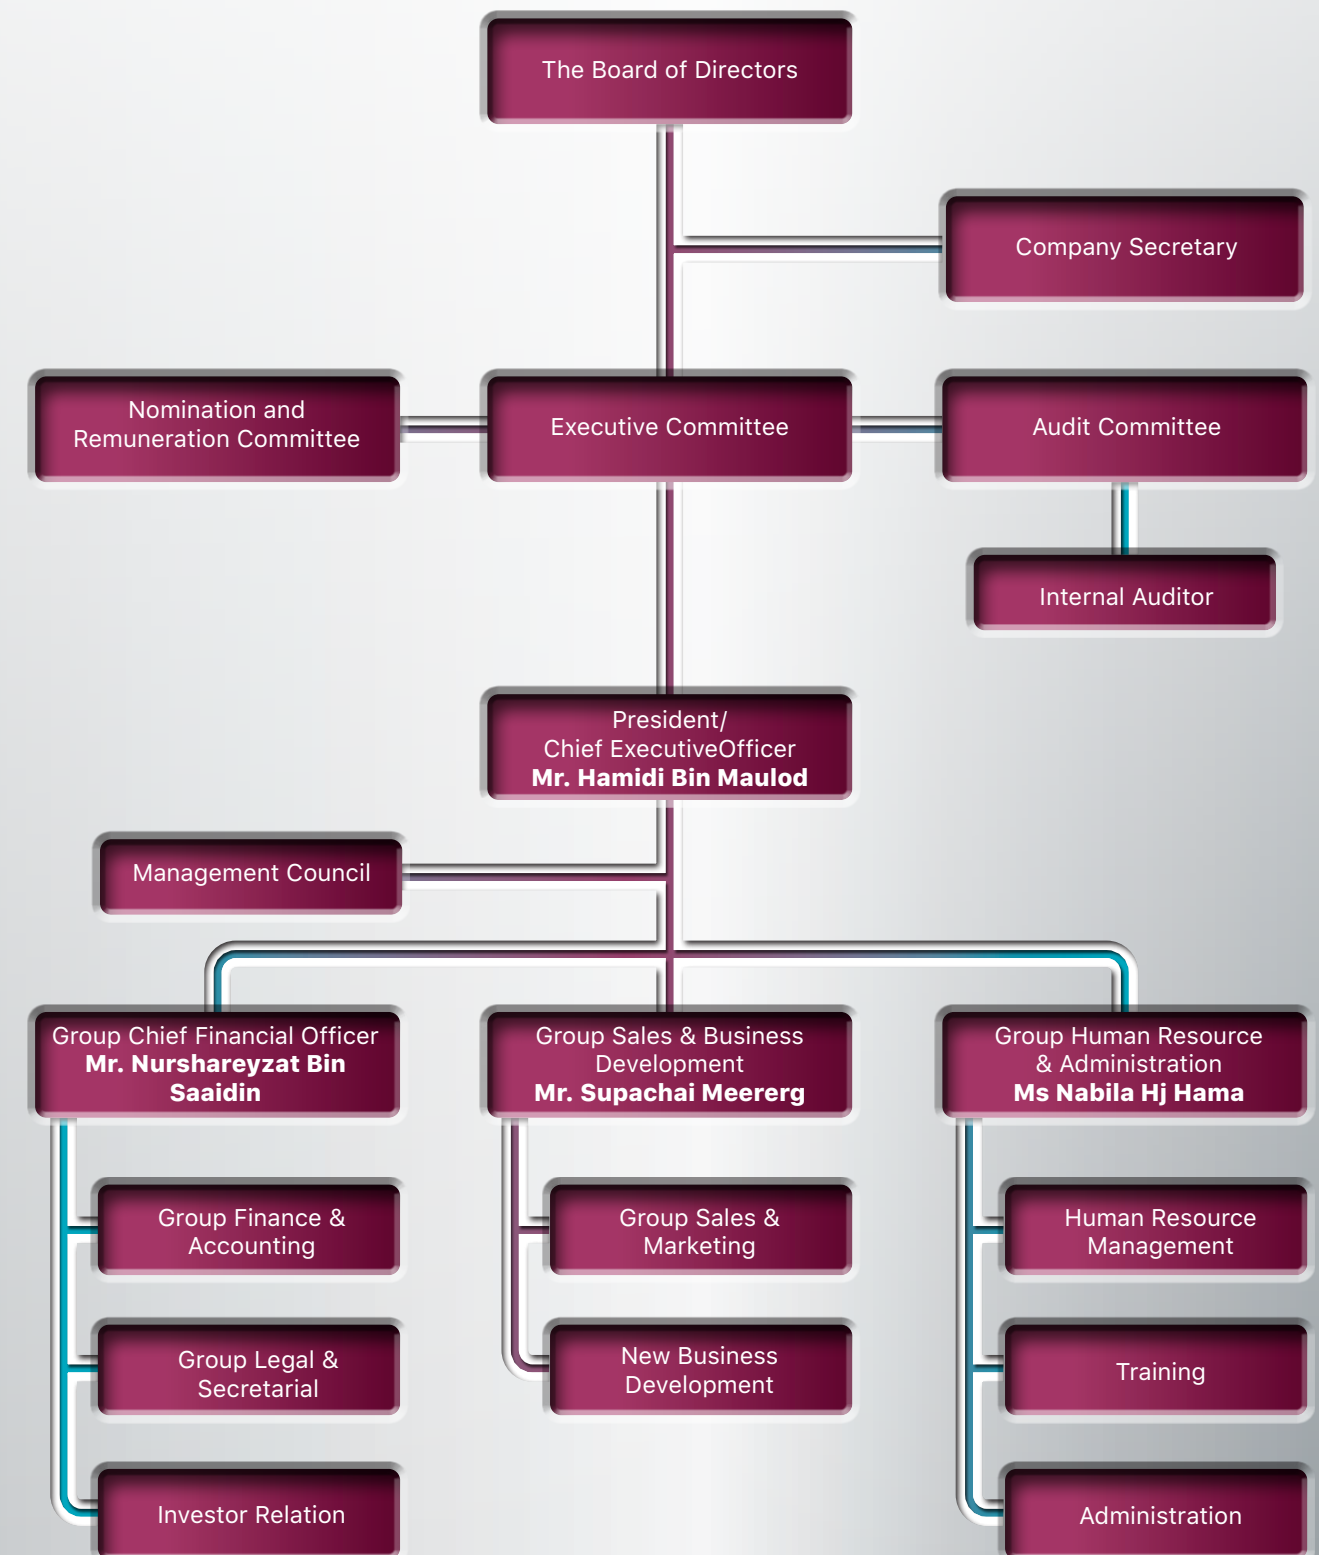 The Board of Directors
Company Secretary
Nomination and
Remuneration Committee
Executive Committee
Audit Committee
Internal Auditor
President/
Chief ExecutiveOfficer
Mr. Hamidi Bin Maulod
Management Council
Group Chief Financial Officer
Mr. Nurshareyzat Bin
Saaidin
Group Sales & Business
Development
Mr. Supachai Meererg
Group Human Resource
& Administration
Ms Nabila Hj Hama
Group Finance &
Accounting
Group Sales &
Marketing
Human Resource
Management
Group Legal &
Secretarial
New Business
Development
Training
Investor Relation
Administration